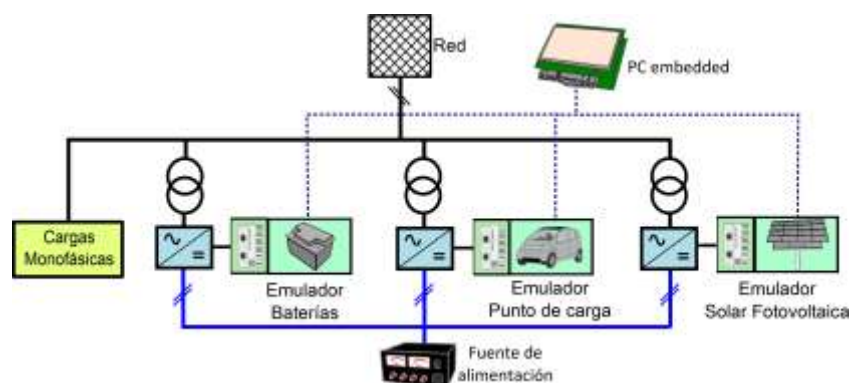 Red
PC embedded
Cargas
Monofásicas
Emulador
Baterías
Emulador
Punto de carga
Emulador
Solar Fotovoltaica
Fuente de
alimentación